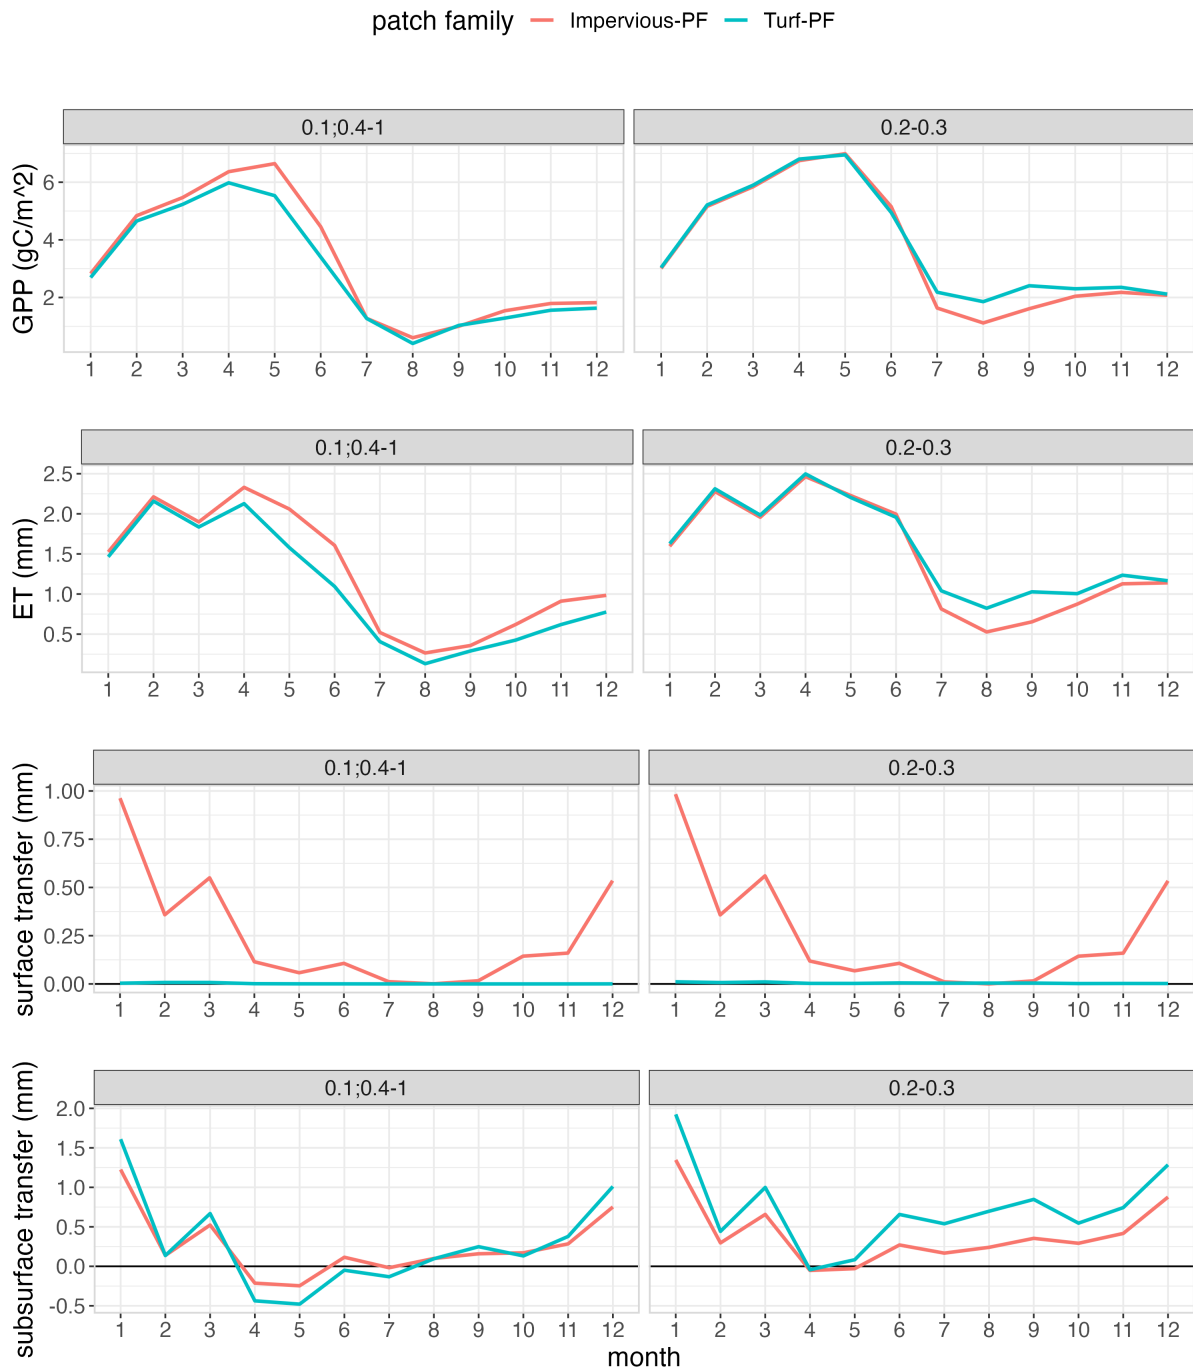 patch family Impervious-PF Turf-PF
0.1;0.4-1 0.2-0.3
GPP (gC/m^2)
6
4
2
1 2 3 4 5 6 7 8 9 10 11 12 1 2 3 4 5 6 7 8 9 10 11 12
0.1;0.4-1 0.2-0.3
ET (mm)
2.5
2.0
1.5
1.0
0.5
1 2 3 4 5 6 7 8 9 10 11 12 1 2 3 4 5 6 7 8 9 10 11 12
0.1;0.4-1 0.2-0.3
surface transfer (mm)
1.00
0.75
0.50
0.25
0.00
1 2 3 4 5 6 7 8 9 10 11 12 1 2 3 4 5 6 7 8 9 10 11 12
0.1;0.4-1 0.2-0.3
subsurface transfer (mm)
2.0
1.5
1.0
0.5
0.0
-0.5
1 2 3 4 5 6 7 8 9 10 11 12 1 2 3 4 5 6 7 8 9 10 11 12
month